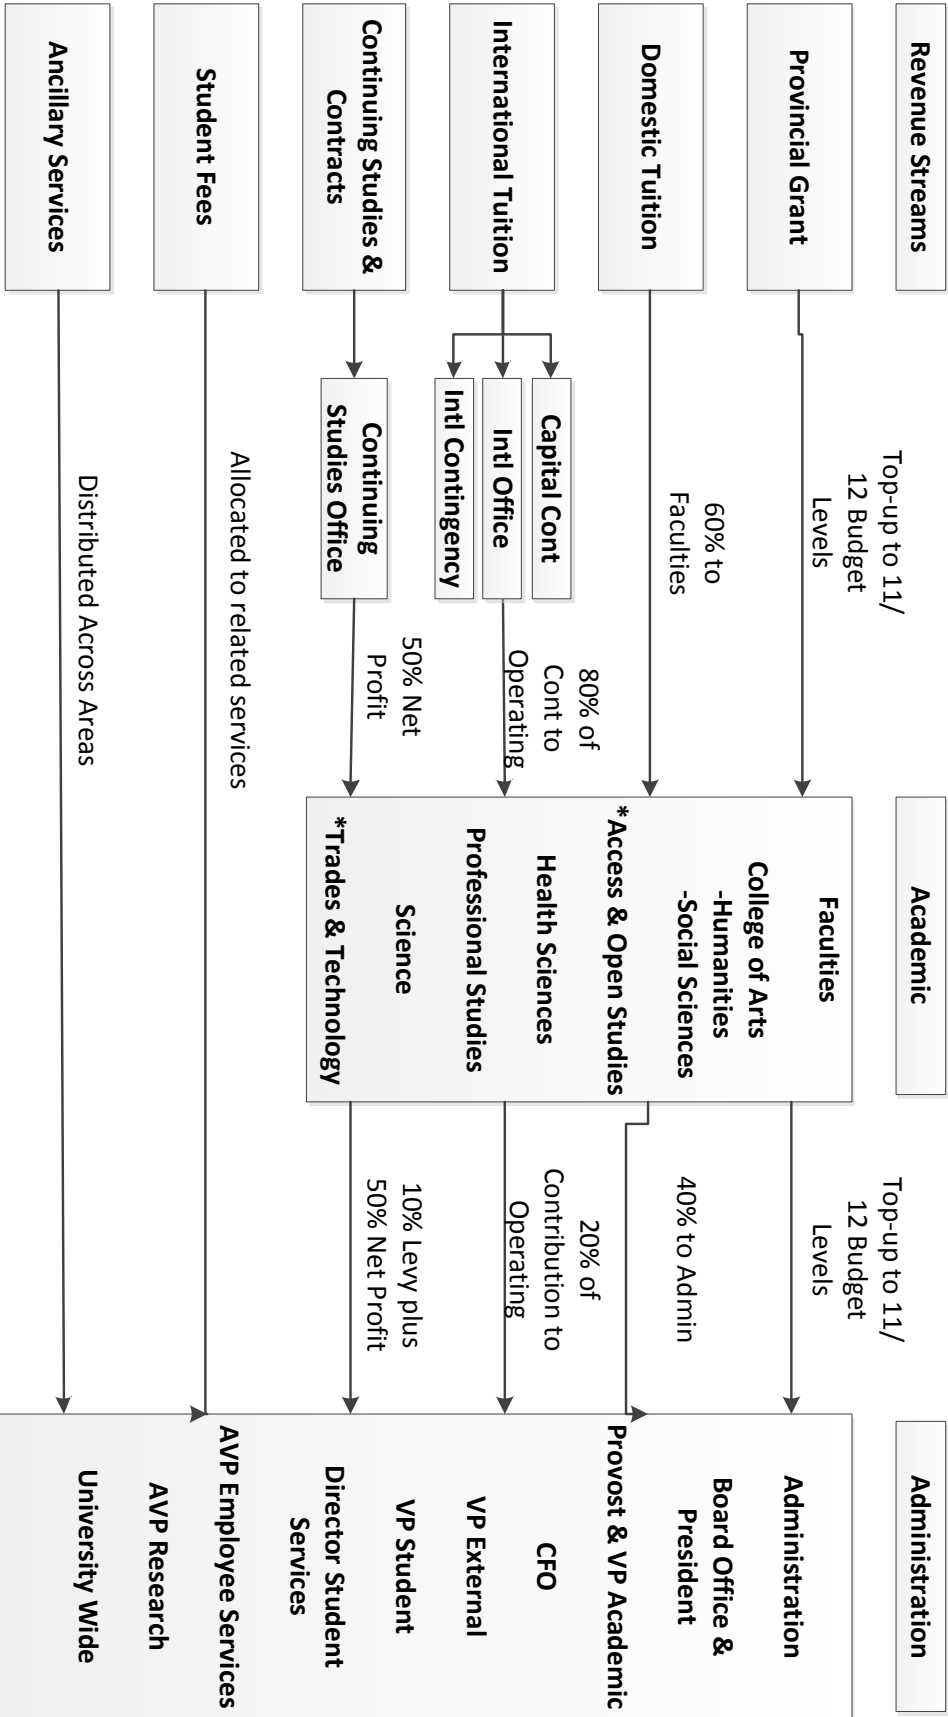 Revenue Streams
Academic
Administration
Provincial Grant
Top-up to 11/
12 Budget
Levels
Top-up to 11/
12 Budget
Levels
Domestic Tuition
60% to
Faculties
40% to Admin
International Tuition
Capital Cont
Intl Office
Intl Contingency
80% of
Cont to
Operating
20% of
Contribution to
Operating
Continuing Studies &
Contracts
Continuing
Studies Office
50% Net
Profit
10% Levy plus
50% Net Profit
Student Fees
Allocated to related services
Ancillary Services
Distributed Across Areas
Faculties
College of Arts
-Humanities
-Social Sciences
*Access & Open Studies
Health Sciences
Professional Studies
Science
*Trades & Technology
Administration
Board Office &
President
Provost & VP Academic
CFO
VP External
VP Student
Director Student
Services
AVP Employee Services
AVP Research
University Wide